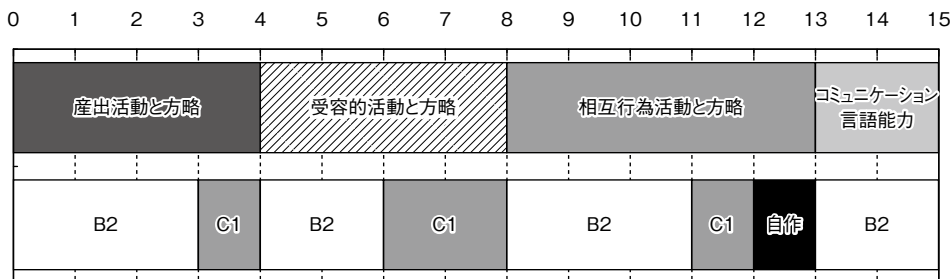 0 1 2 3 4 5 6 7 8 9 10 11 12 13 14 15
産出活動と方略 受容的活動と方略 相互行為活動と方略 コミュニケーション
言語能力
B2 C1 B2 C1 B2 C1 自作 B2